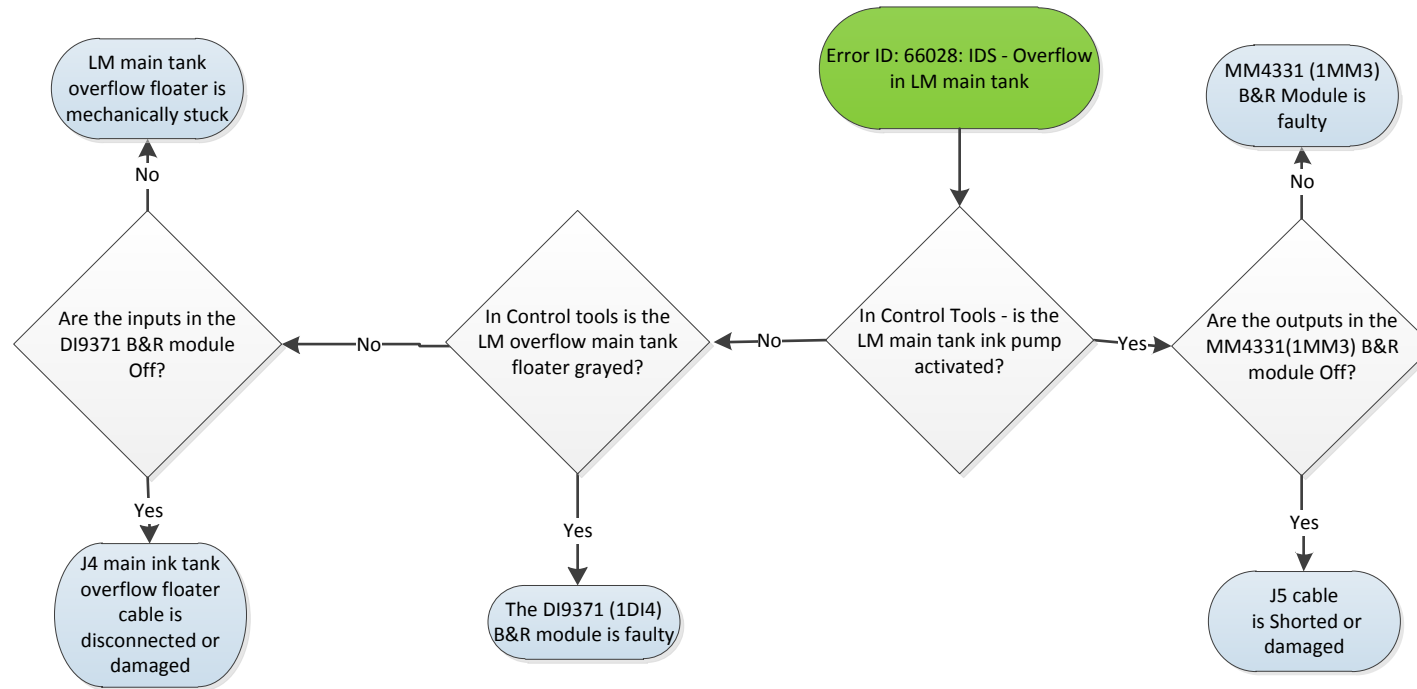 LM main tank
overflow floater is
mechanically stuck
Error ID: 66028: IDS - Overflow
in LM main tank
MM4331 (1MM3)
B&R Module is
faulty
No
No
Are the inputs in the
DI9371 B&R module
Off?
No
In Control tools is the
LM overflow main tank
floater grayed?
No
In Control Tools - is the
LM main tank ink pump
activated?
Yes
Are the outputs in the
MM4331(1MM3) B&R
module Off?
Yes
Yes
Yes
J4 main ink tank
overflow floater
cable is
disconnected or
damaged
The DI9371 (1DI4)
B&R module is faulty
J5 cable
is Shorted or
damaged